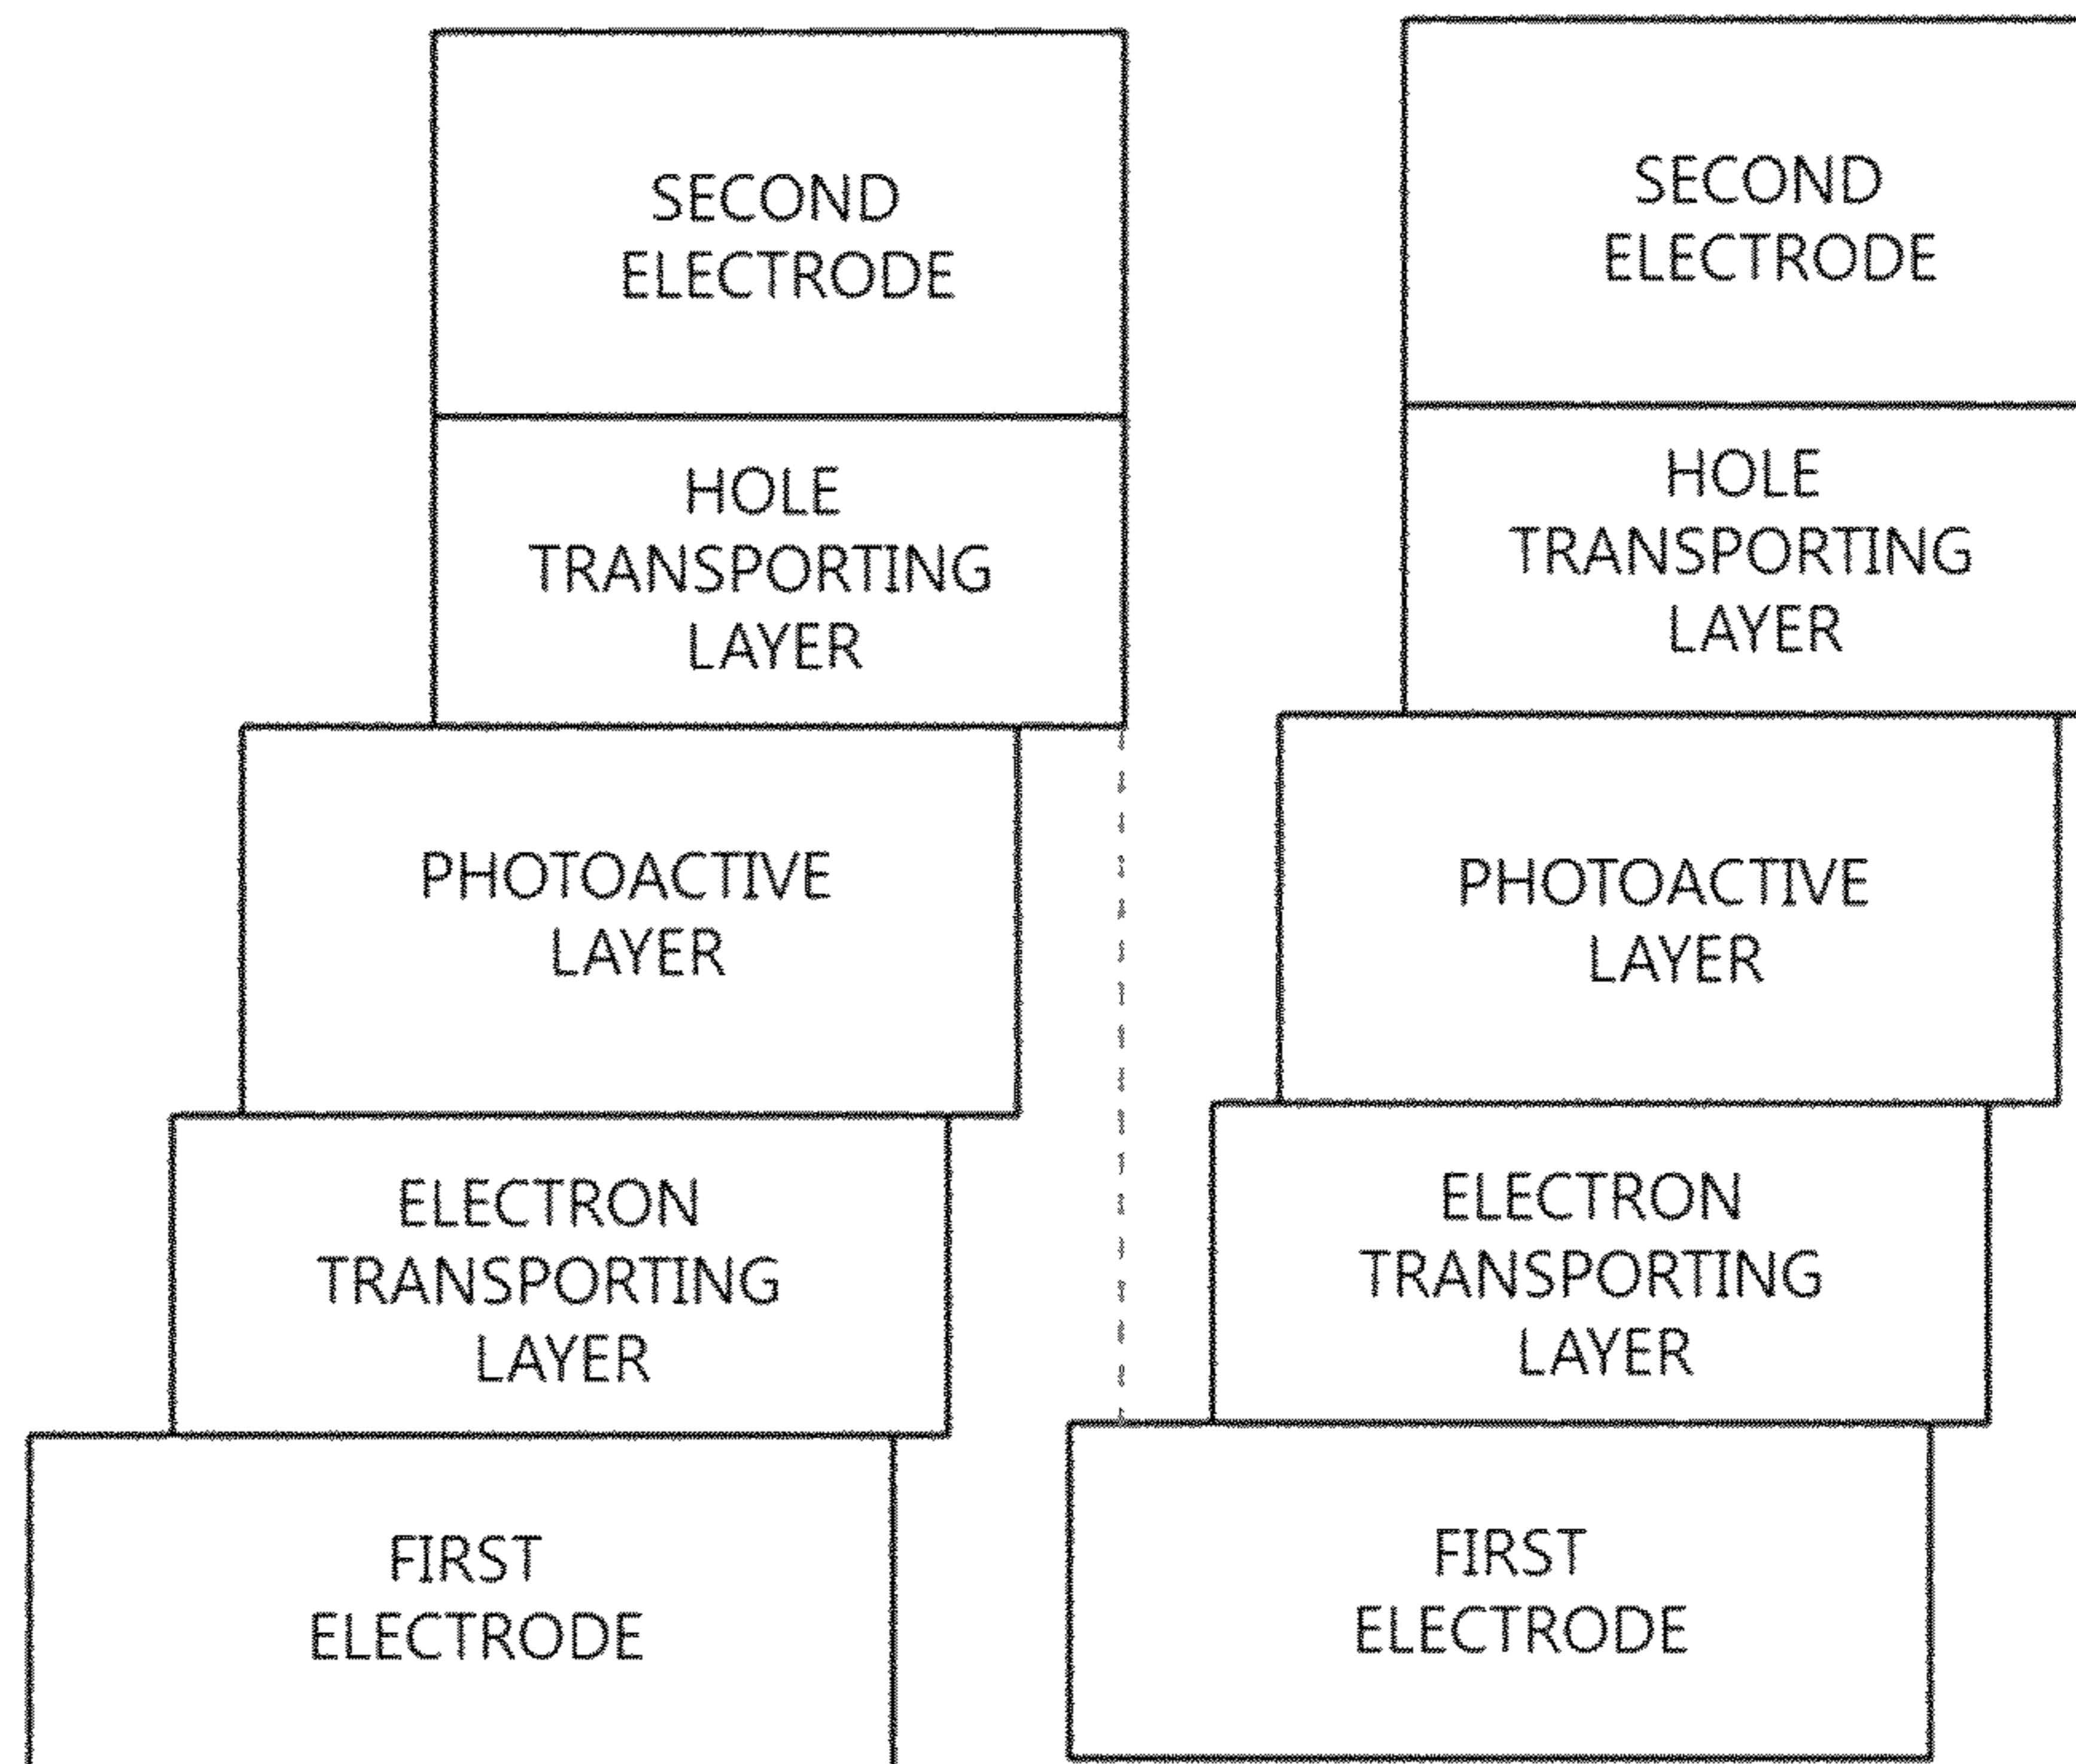 SECOND
ELECTRODE
HOLE
TRANSPORTING
LAYER
PHOTOACTIVE
LAYER
ELECTRON
TRANSPORTING
LAYER
FIRST
ELECTRODE
SECOND
ELECTRODE
HOLE
TRANSPORTING
LAYER
PHOTOACTIVE
LAYER
ELECTRON
TRANSPORTING
LAYER
FIRST
ELECTRODE